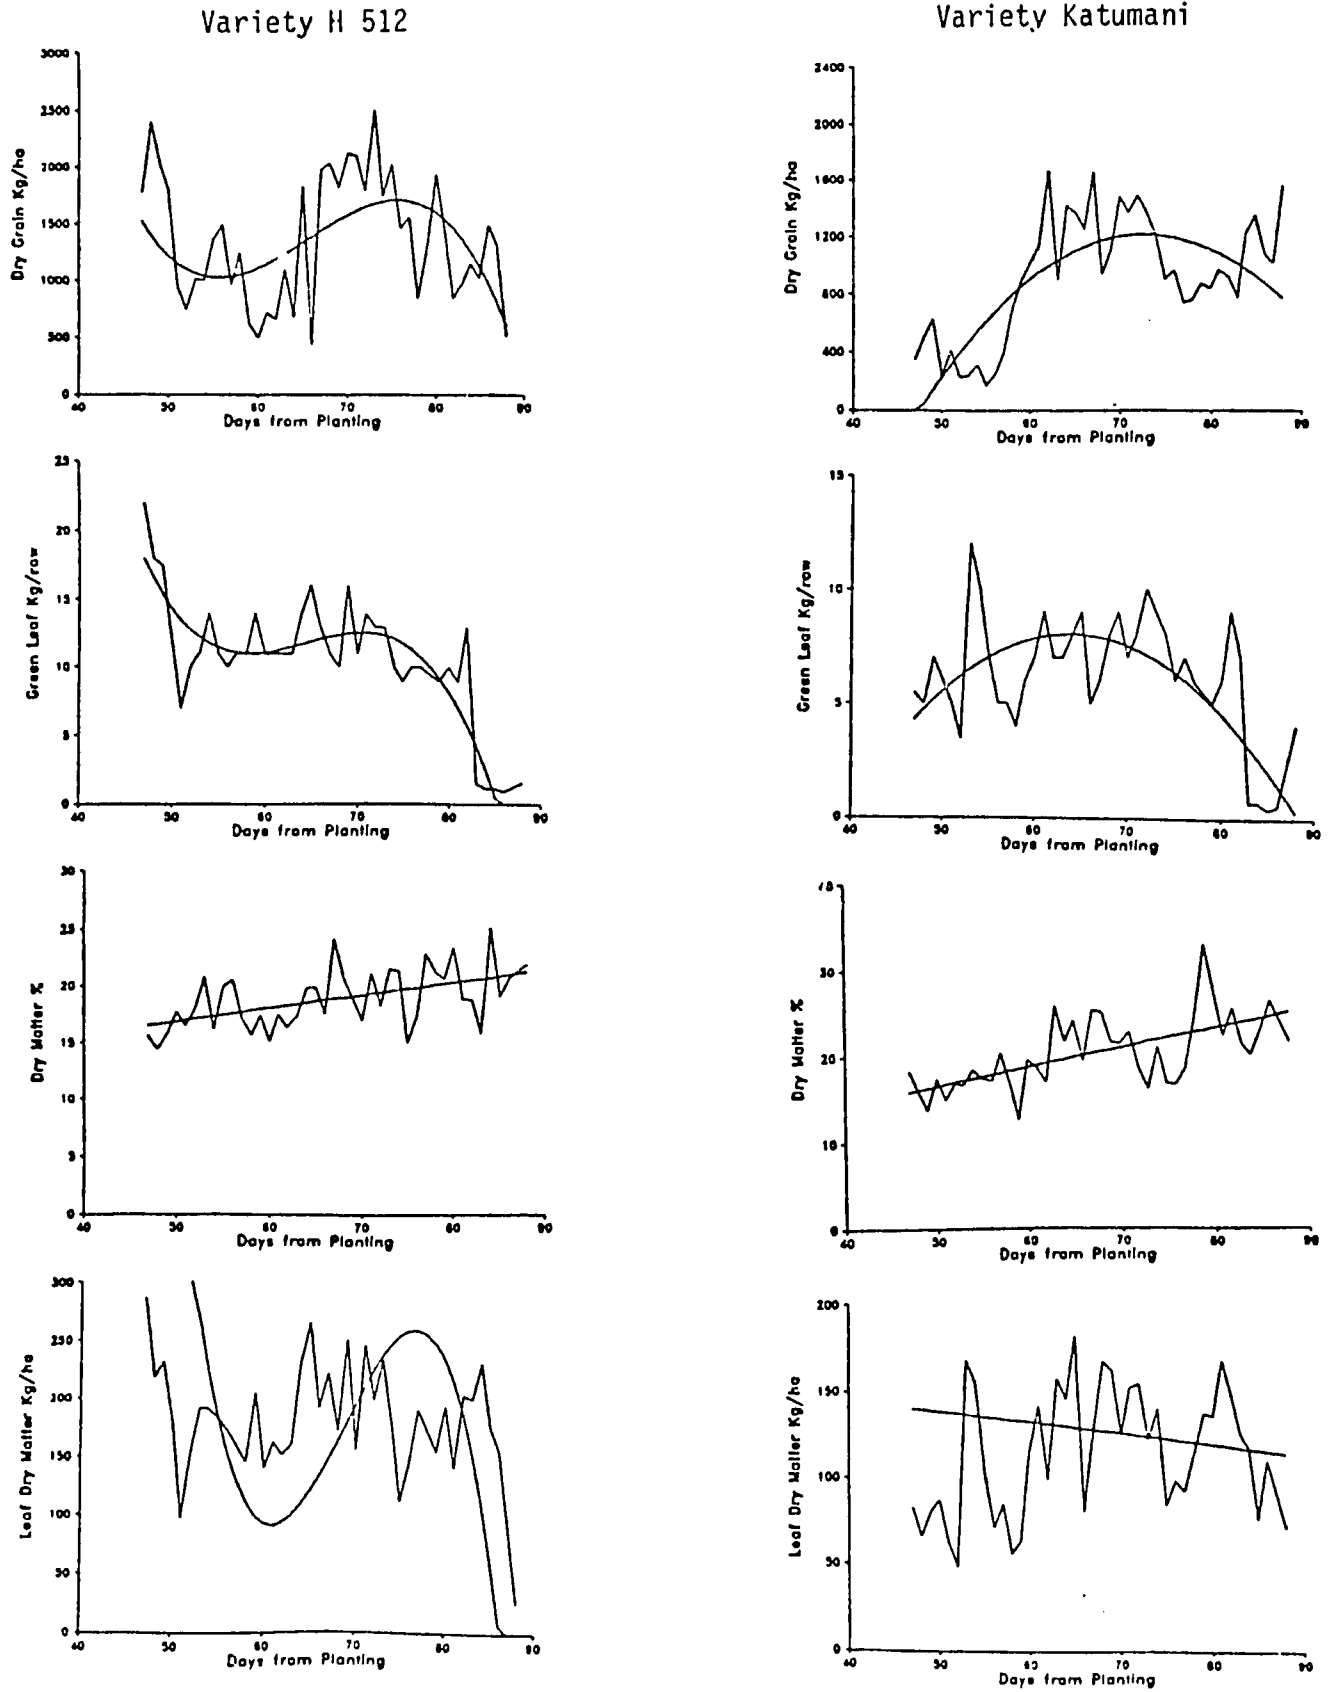 Variety H 512
Variety Katumani
3000
2500
2000
1500
1000
500
0
Dry Grain Kg/ha
40 50 60 70 80 90
Days from Planting
2400
2000
1600
1200
800
400
0
Dry Grain Kg/ha
40 50 60 70 80 90
Days from Planting
25
20
15
10
5
0
Green Leaf Kg/row
40 50 60 70 80 90
Days from Planting
15
10
5
0
Green Leaf Kg/row
40 50 60 70 80 90
Days from Planting
30
25
20
15
10
5
0
Dry Matter %
40 50 60 70 80 90
Days from Planting
30
20
10
0
Dry Matter %
40 50 60 70 80 90
Days from Planting
300
250
200
150
100
50
0
Leaf Dry Matter Kg/ha
40 50 60 70 80 90
Days from Planting
200
150
100
50
0
Leaf Dry Matter Kg/ha
40 50 60 70 80 90
Days from Planting